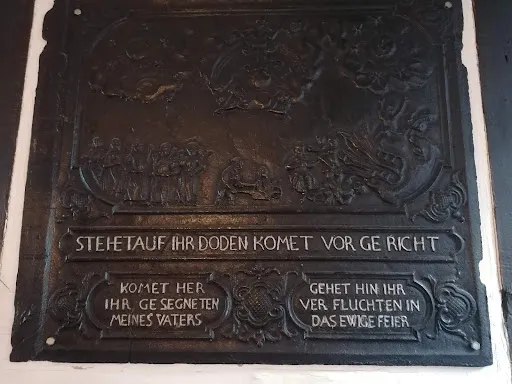 STEHETAUF IHR DODEN KOMET VOR GE RICHT
KOMET HER
IHR GE SEGNETEN
MEINES VATERS
GEHET HIN IHR
VER FLUCHTEN IN
DAS EWIGE FEIER